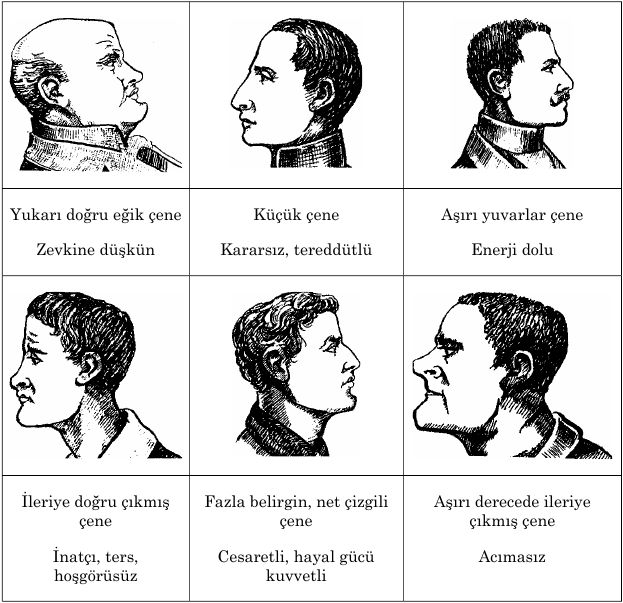 Yukarı doğru eğik çene
Zevkine düşkün
Küçük çene
Kararsız, tereddütlü
Aşırı yuvarlar çene
Enerji dolu
İleriye doğru çıkmış
çene
İnatçı, ters,
hoşgörüsüz
Fazla belirgin, net çizgili
çene
Cesaretli, hayal gücü
kuvvetli
Aşırı derecede ileriye
çıkmış çene
Acımasız